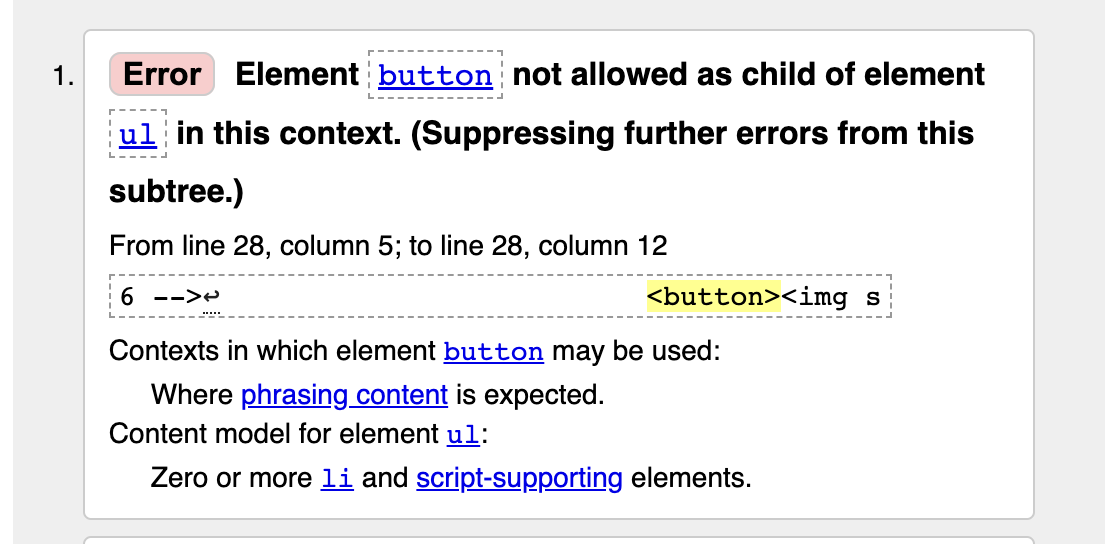 1. Error Element button not allowed as child of element
ul in this context. (Suppressing further errors from this
subtree.)
From line 28, column 5; to line 28, column 12
6 -->↩ <button><img s
Contexts in which element button may be used:
Where phrasing content is expected.
Content model for element ul:
Zero or more li and script-supporting elements.